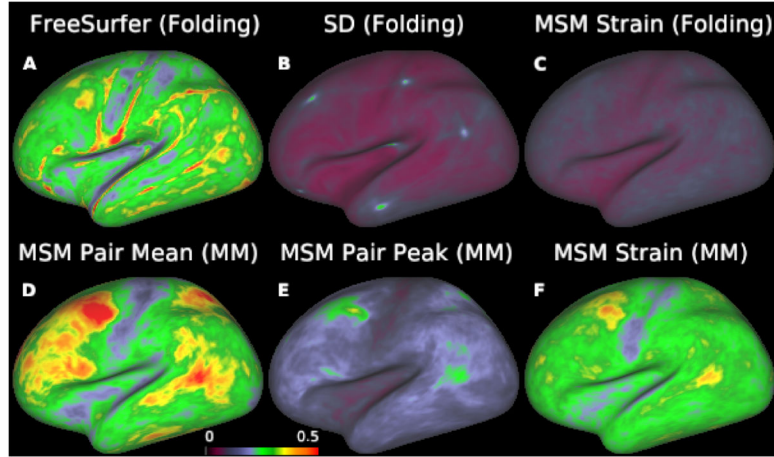 FreeSurfer (Folding) SD (Folding) MSM Strain (Folding)
A B C
MSM Pair Mean (MM) MSM Pair Peak (MM) MSM Strain (MM)
D E F
0 0.5